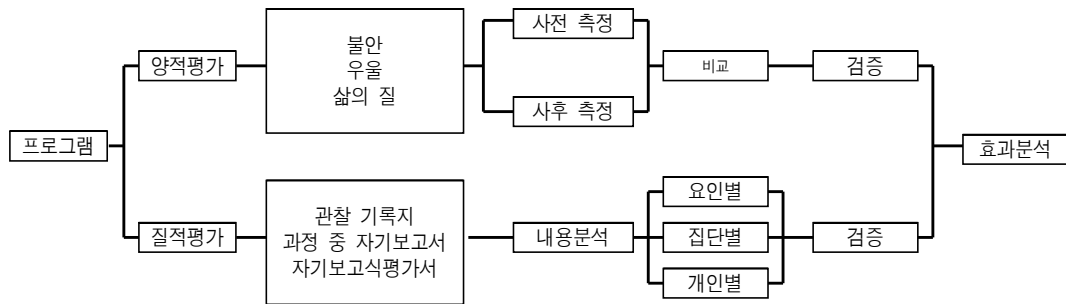 프로그램
양적평가
불안
우울
삶의 질
사전 측정
사후 측정
비교
검증
질적평가
관찰 기록지
과정 중 자기보고서
자기보고식평가서
내용분석
요인별
집단별
개인별
검증
효과분석